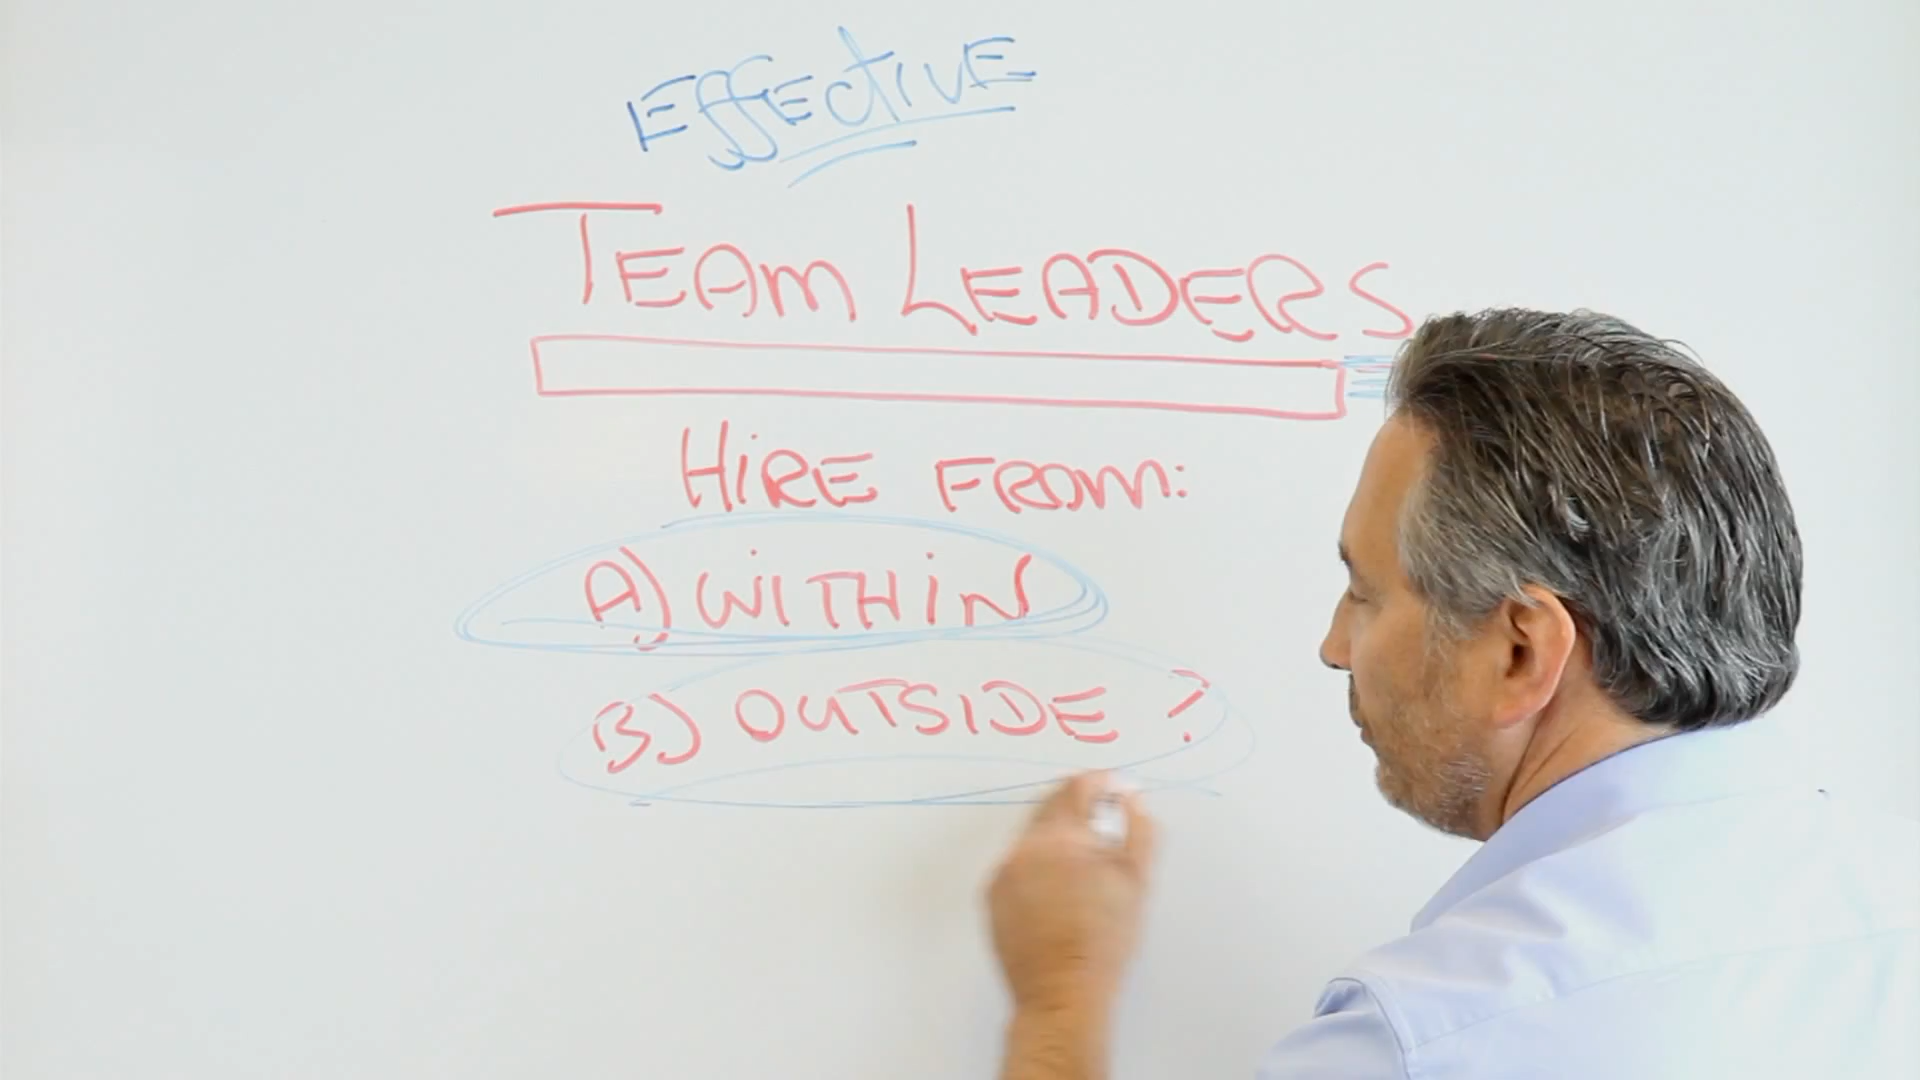 EffEctIVE
TEAM LEADERS
HiRE FROM:
A) WiTHiN
B) OUTSIDE ?